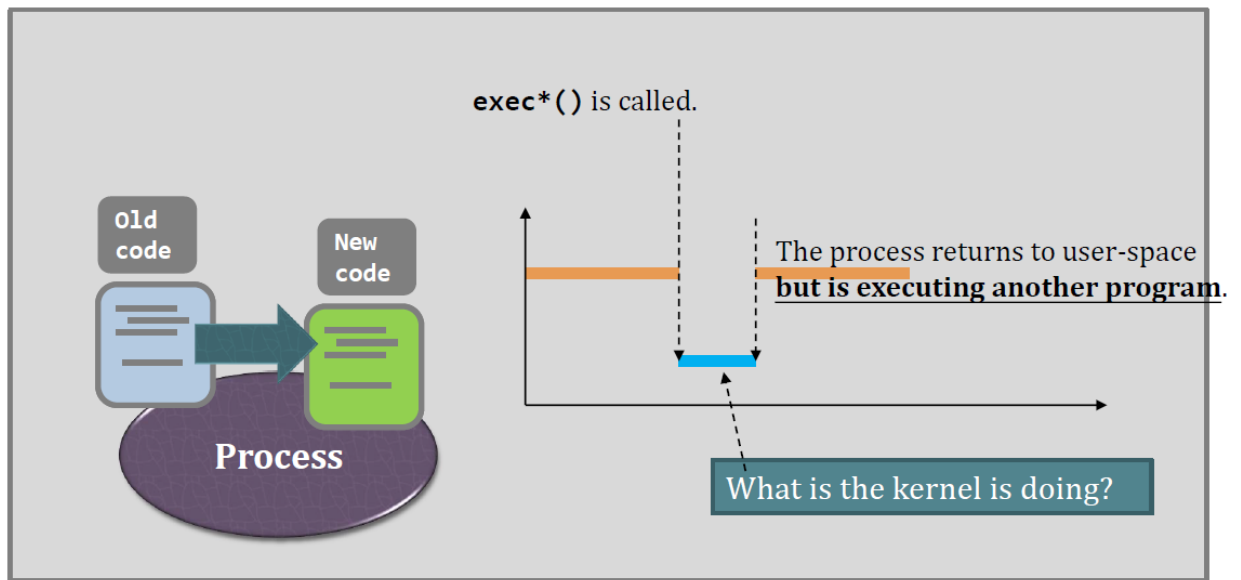 exec*() is called.
Old
code
New
code
Process
The process returns to user-space
but is executing another program.
What is the kernel is doing?